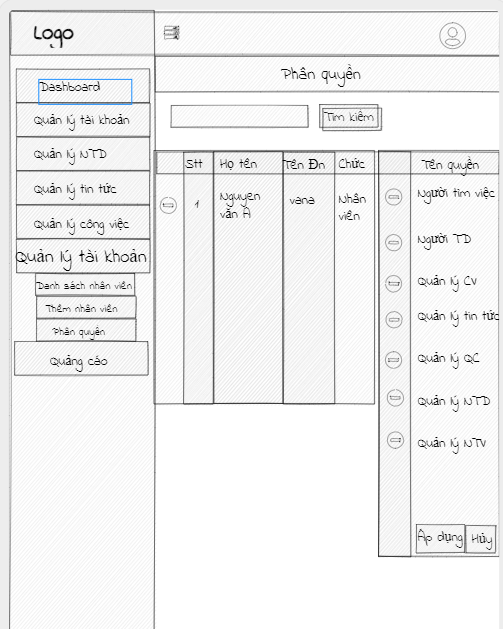 Logo
Phân quyền
Dashboard
Quản lý tài khoản
Tìm kiếm
Quản lý NTD
Stt Họ tên Tên Đn Chức Tên quyền
Quản lý tin tức
1 Nguyen văn A vana Nhân viên
Người tìm việc
Quản lý công việc
Người TD
Quản lý tài khoản
Danh sách nhân viên
Quản lý CV
Thêm nhân viên
Quản lý tin tức
Phân quyền
Quảng cáo
Quản lý QC
Quản lý NTD
Quản lý NTV
Áp dụng Hủy